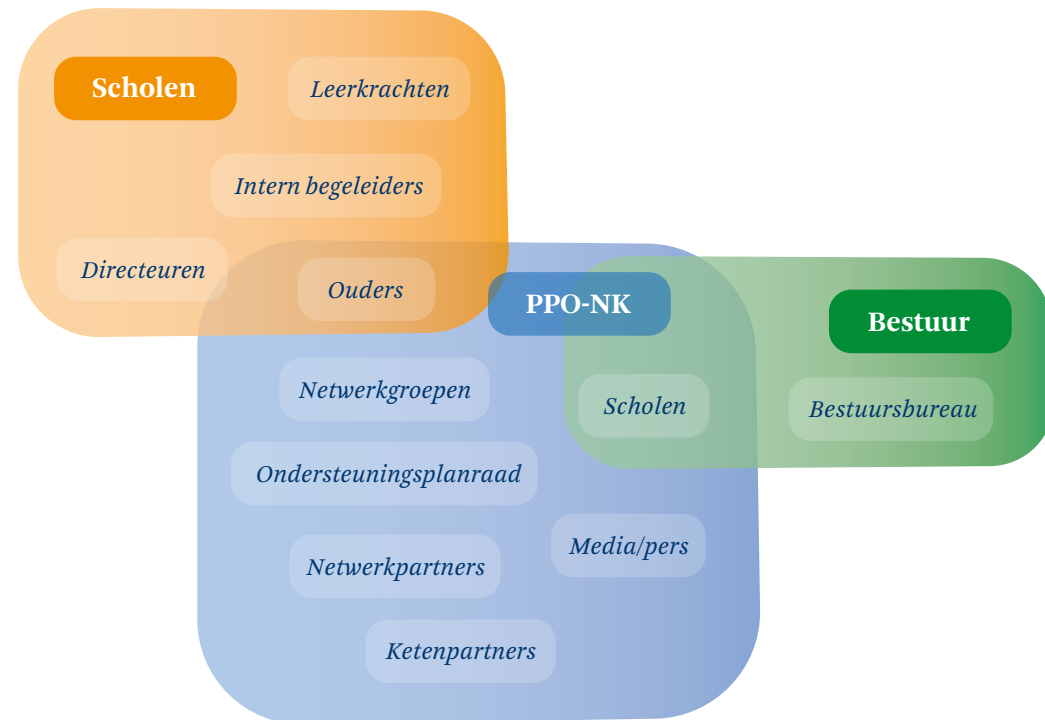 Scholen
Leerkrachten
Intern begeleiders
Directeuren
Ouders
PPO-NK
Bestuur
Netwerkgroepen
Scholen
Bestuursbureau
Ondersteuningsplanraad
Media/pers
Netwerkpartners
Ketenpartners